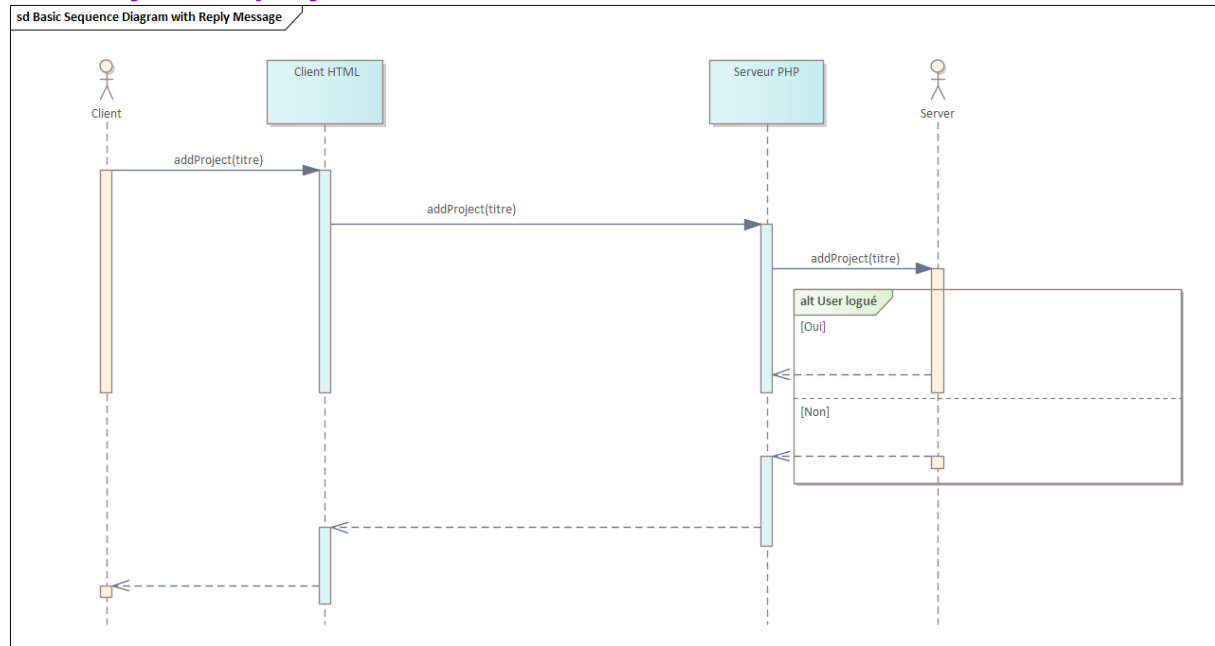 sd Basic Sequence Diagram with Reply Message
Client HTML
Serveur PHP
Client
Server
addProject(titre)
addProject(titre)
addProject(titre)
alt User logué
[Oui]
[Non]